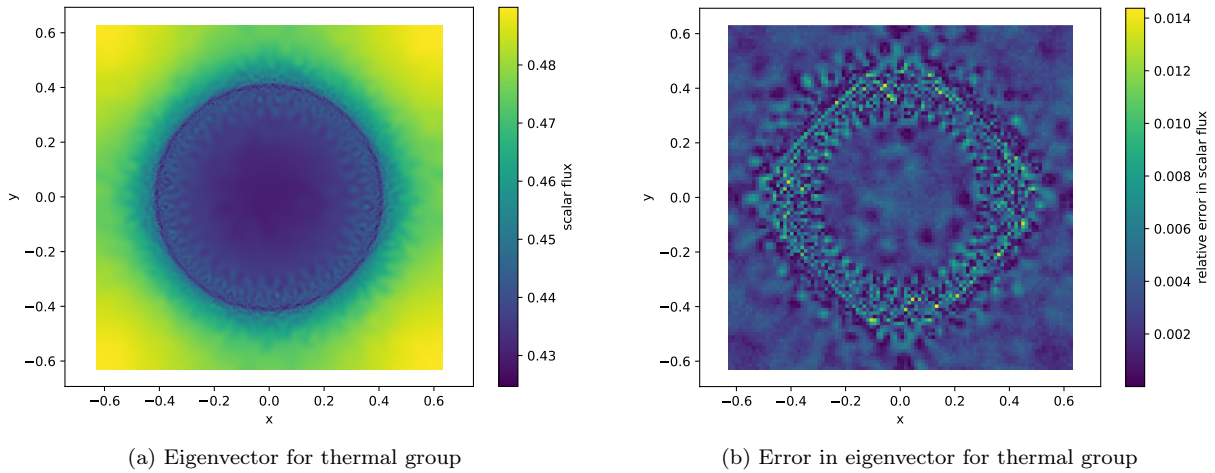 0.6
0.4
0.2
0.0
−0.2
−0.4
−0.6
y
−0.6 −0.4 −0.2 0.0 0.2 0.4 0.6
x
0.48
0.47
0.46
0.45
0.44
0.43
scalar flux
(a) Eigenvector for thermal group
0.6
0.4
0.2
0.0
−0.2
−0.4
−0.6
y
−0.6 −0.4 −0.2 0.0 0.2 0.4 0.6
x
0.014
0.012
0.010
0.008
0.006
0.004
0.002
relative error in scalar flux
(b) Error in eigenvector for thermal group